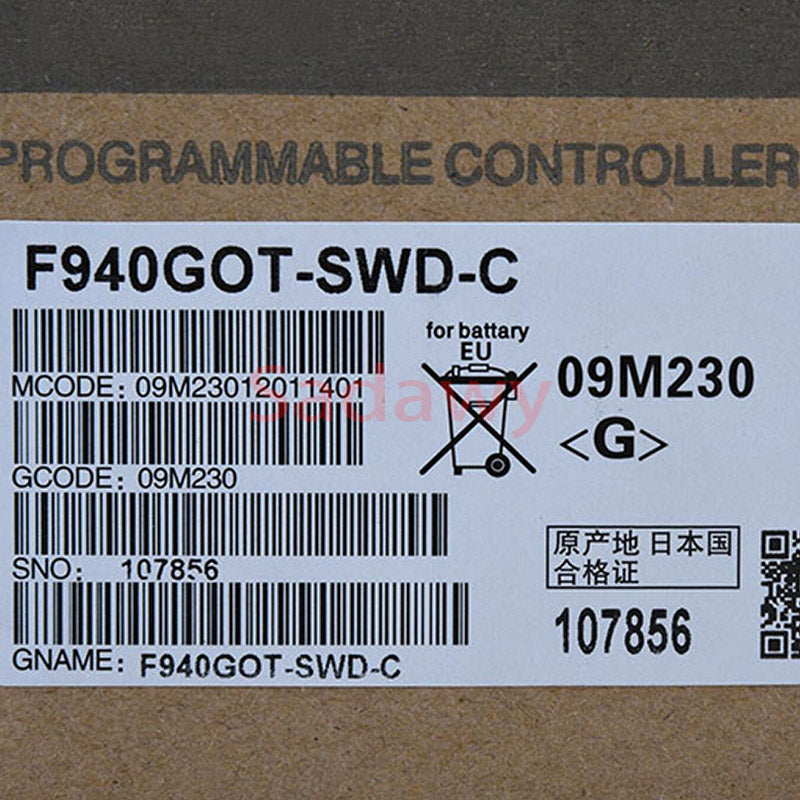 PROGRAMMABLE CONTROLLER
F940GOT-SWD-C
for battary
EU
MCODE: 09M23012011401
09M230
<G>
GCODE: 09M230
SNO: 107856
原产地 日本国
合格证
107856
GNAME: F940GOT-SWD-C
Sadawy